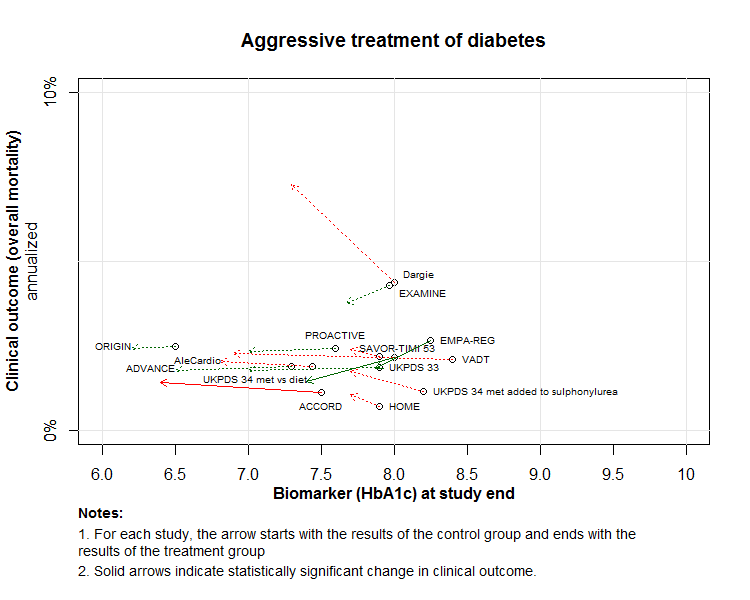 Aggressive treatment of diabetes
Clinical outcome (overall mortality)
annualized
10%
0%
Dargie
EXAMINE
PROACTIVE
EMPA-REG
ORIGIN
SAVOR-TIMI 53
AleCardio
VADT
ADVANCE
UKPDS 33
UKPDS 34 met vs diet
UKPDS 34 met added to sulphonylurea
ACCORD
HOME
6.0 6.5 7.0 7.5 8.0 8.5 9.0 9.5 10
Biomarker (HbA1c) at study end
Notes:
1. For each study, the arrow starts with the results of the control group and ends with the
results of the treatment group
2. Solid arrows indicate statistically significant change in clinical outcome.